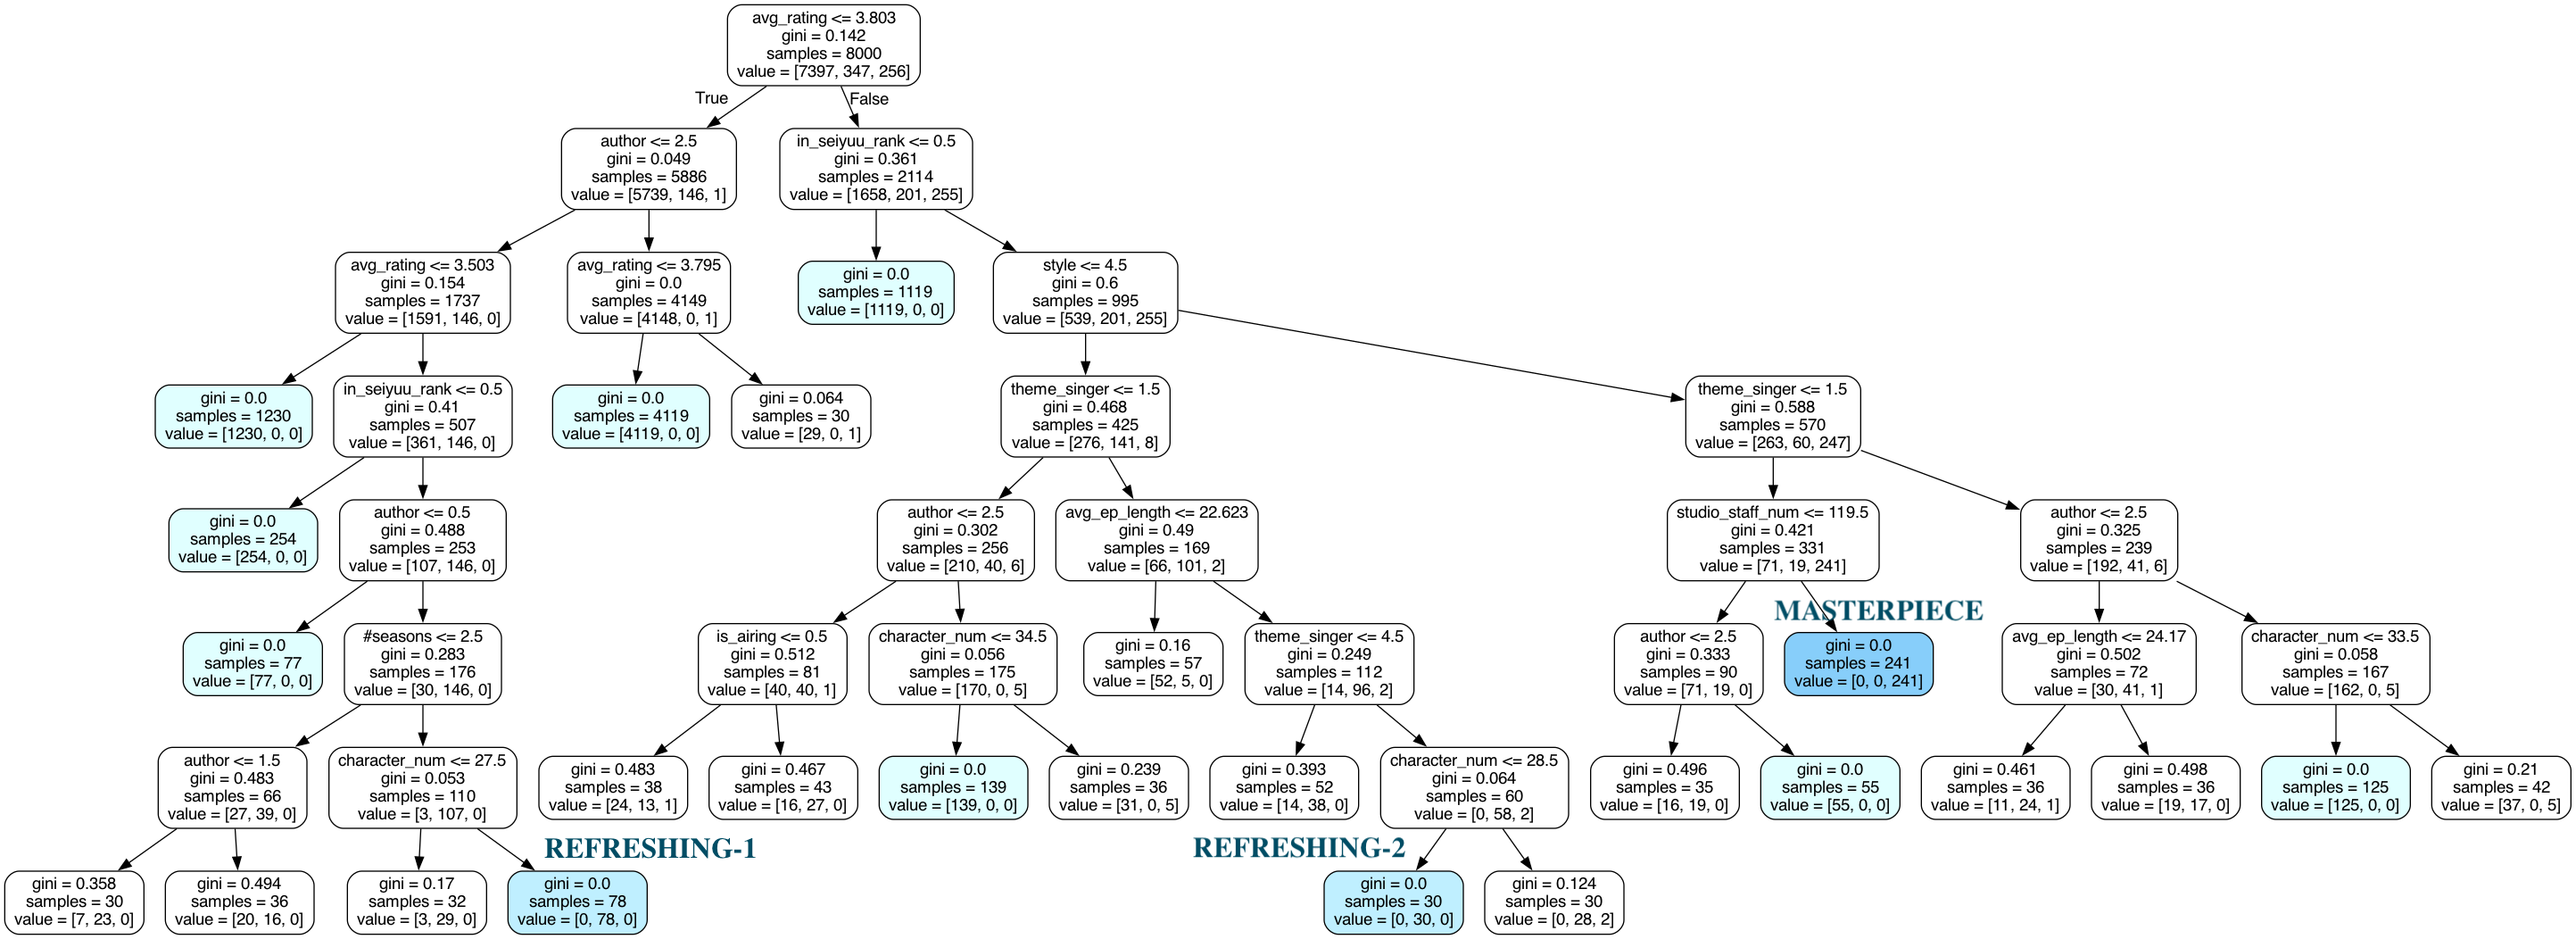 avg_rating <= 3.803
gini = 0.142
samples = 8000
value = [7397, 347, 256]
True
False
author <= 2.5
gini = 0.049
samples = 5886
value = [5739, 146, 1]
in_seiyuu_rank <= 0.5
gini = 0.361
samples = 2114
value = [1658, 201, 255]
avg_rating <= 3.503
gini = 0.154
samples = 1737
value = [1591, 146, 0]
avg_rating <= 3.795
gini = 0.0
samples = 4149
value = [4148, 0, 1]
gini = 0.0
samples = 1119
value = [1119, 0, 0]
style <= 4.5
gini = 0.6
samples = 995
value = [539, 201, 255]
gini = 0.0
samples = 1230
value = [1230, 0, 0]
in_seiyuu_rank <= 0.5
gini = 0.41
samples = 507
value = [361, 146, 0]
gini = 0.0
samples = 4119
value = [4119, 0, 0]
gini = 0.064
samples = 30
value = [29, 0, 1]
theme_singer <= 1.5
gini = 0.468
samples = 425
value = [276, 141, 8]
theme_singer <= 1.5
gini = 0.588
samples = 570
value = [263, 60, 247]
gini = 0.0
samples = 254
value = [254, 0, 0]
author <= 0.5
gini = 0.488
samples = 253
value = [107, 146, 0]
author <= 2.5
gini = 0.302
samples = 256
value = [210, 40, 6]
avg_ep_length <= 22.623
gini = 0.49
samples = 169
value = [66, 101, 2]
studio_staff_num <= 119.5
gini = 0.421
samples = 331
value = [71, 19, 241]
author <= 2.5
gini = 0.325
samples = 239
value = [192, 41, 6]
MASTERPIECE
gini = 0.0
samples = 77
value = [77, 0, 0]
#seasons <= 2.5
gini = 0.283
samples = 176
value = [30, 146, 0]
is_airing <= 0.5
gini = 0.512
samples = 81
value = [40, 40, 1]
character_num <= 34.5
gini = 0.056
samples = 175
value = [170, 0, 5]
gini = 0.16
samples = 57
value = [52, 5, 0]
theme_singer <= 4.5
gini = 0.249
samples = 112
value = [14, 96, 2]
author <= 2.5
gini = 0.333
samples = 90
value = [71, 19, 0]
gini = 0.0
samples = 241
value = [0, 0, 241]
avg_ep_length <= 24.17
gini = 0.502
samples = 72
value = [30, 41, 1]
character_num <= 33.5
gini = 0.058
samples = 167
value = [162, 0, 5]
author <= 1.5
gini = 0.483
samples = 66
value = [27, 39, 0]
character_num <= 27.5
gini = 0.053
samples = 110
value = [3, 107, 0]
gini = 0.483
samples = 38
value = [24, 13, 1]
gini = 0.467
samples = 43
value = [16, 27, 0]
gini = 0.0
samples = 139
value = [139, 0, 0]
gini = 0.239
samples = 36
value = [31, 0, 5]
gini = 0.393
samples = 52
value = [14, 38, 0]
character_num <= 28.5
gini = 0.064
samples = 60
value = [0, 58, 2]
gini = 0.496
samples = 35
value = [16, 19, 0]
gini = 0.0
samples = 55
value = [55, 0, 0]
gini = 0.461
samples = 36
value = [11, 24, 1]
gini = 0.498
samples = 36
value = [19, 17, 0]
gini = 0.0
samples = 125
value = [125, 0, 0]
gini = 0.21
samples = 42
value = [37, 0, 5]
REFRESHING-1
REFRESHING-2
gini = 0.358
samples = 30
value = [7, 23, 0]
gini = 0.494
samples = 36
value = [20, 16, 0]
gini = 0.17
samples = 32
value = [3, 29, 0]
gini = 0.0
samples = 78
value = [0, 78, 0]
gini = 0.0
samples = 30
value = [0, 30, 0]
gini = 0.124
samples = 30
value = [0, 28, 2]